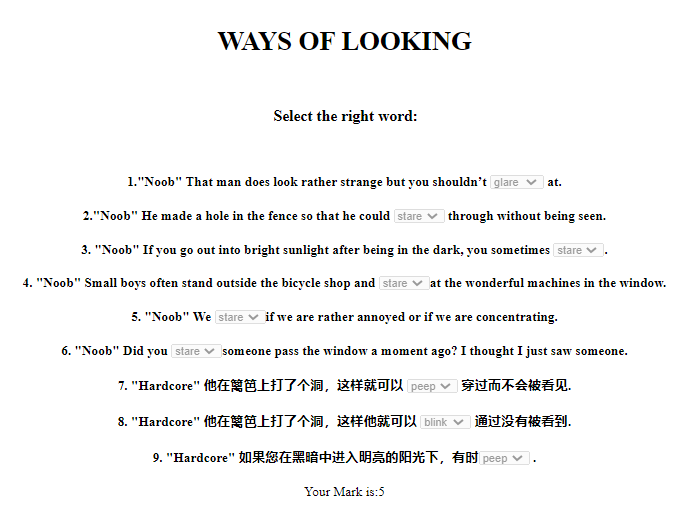 WAYS OF LOOKING
Select the right word:
1."Noob" That man does look rather strange but you shouldn’t glare at.
2."Noob" He made a hole in the fence so that he could stare through without being seen.
3. "Noob" If you go out into bright sunlight after being in the dark, you sometimes stare.
4. "Noob" Small boys often stand outside the bicycle shop and stare at the wonderful machines in the window.
5. "Noob" We stare if we are rather annoyed or if we are concentrating.
6. "Noob" Did you stare someone pass the window a moment ago? I thought I just saw someone.
7. "Hardcore" 他在篱笆上打了个洞，这样就可以 peep 穿过而不会被看见.
8. "Hardcore" 他在篱笆上打了个洞，这样他就可以 blink 通过没有被看到.
9. "Hardcore" 如果您在黑暗中进入明亮的阳光下，有时 peep .
Your Mark is:5